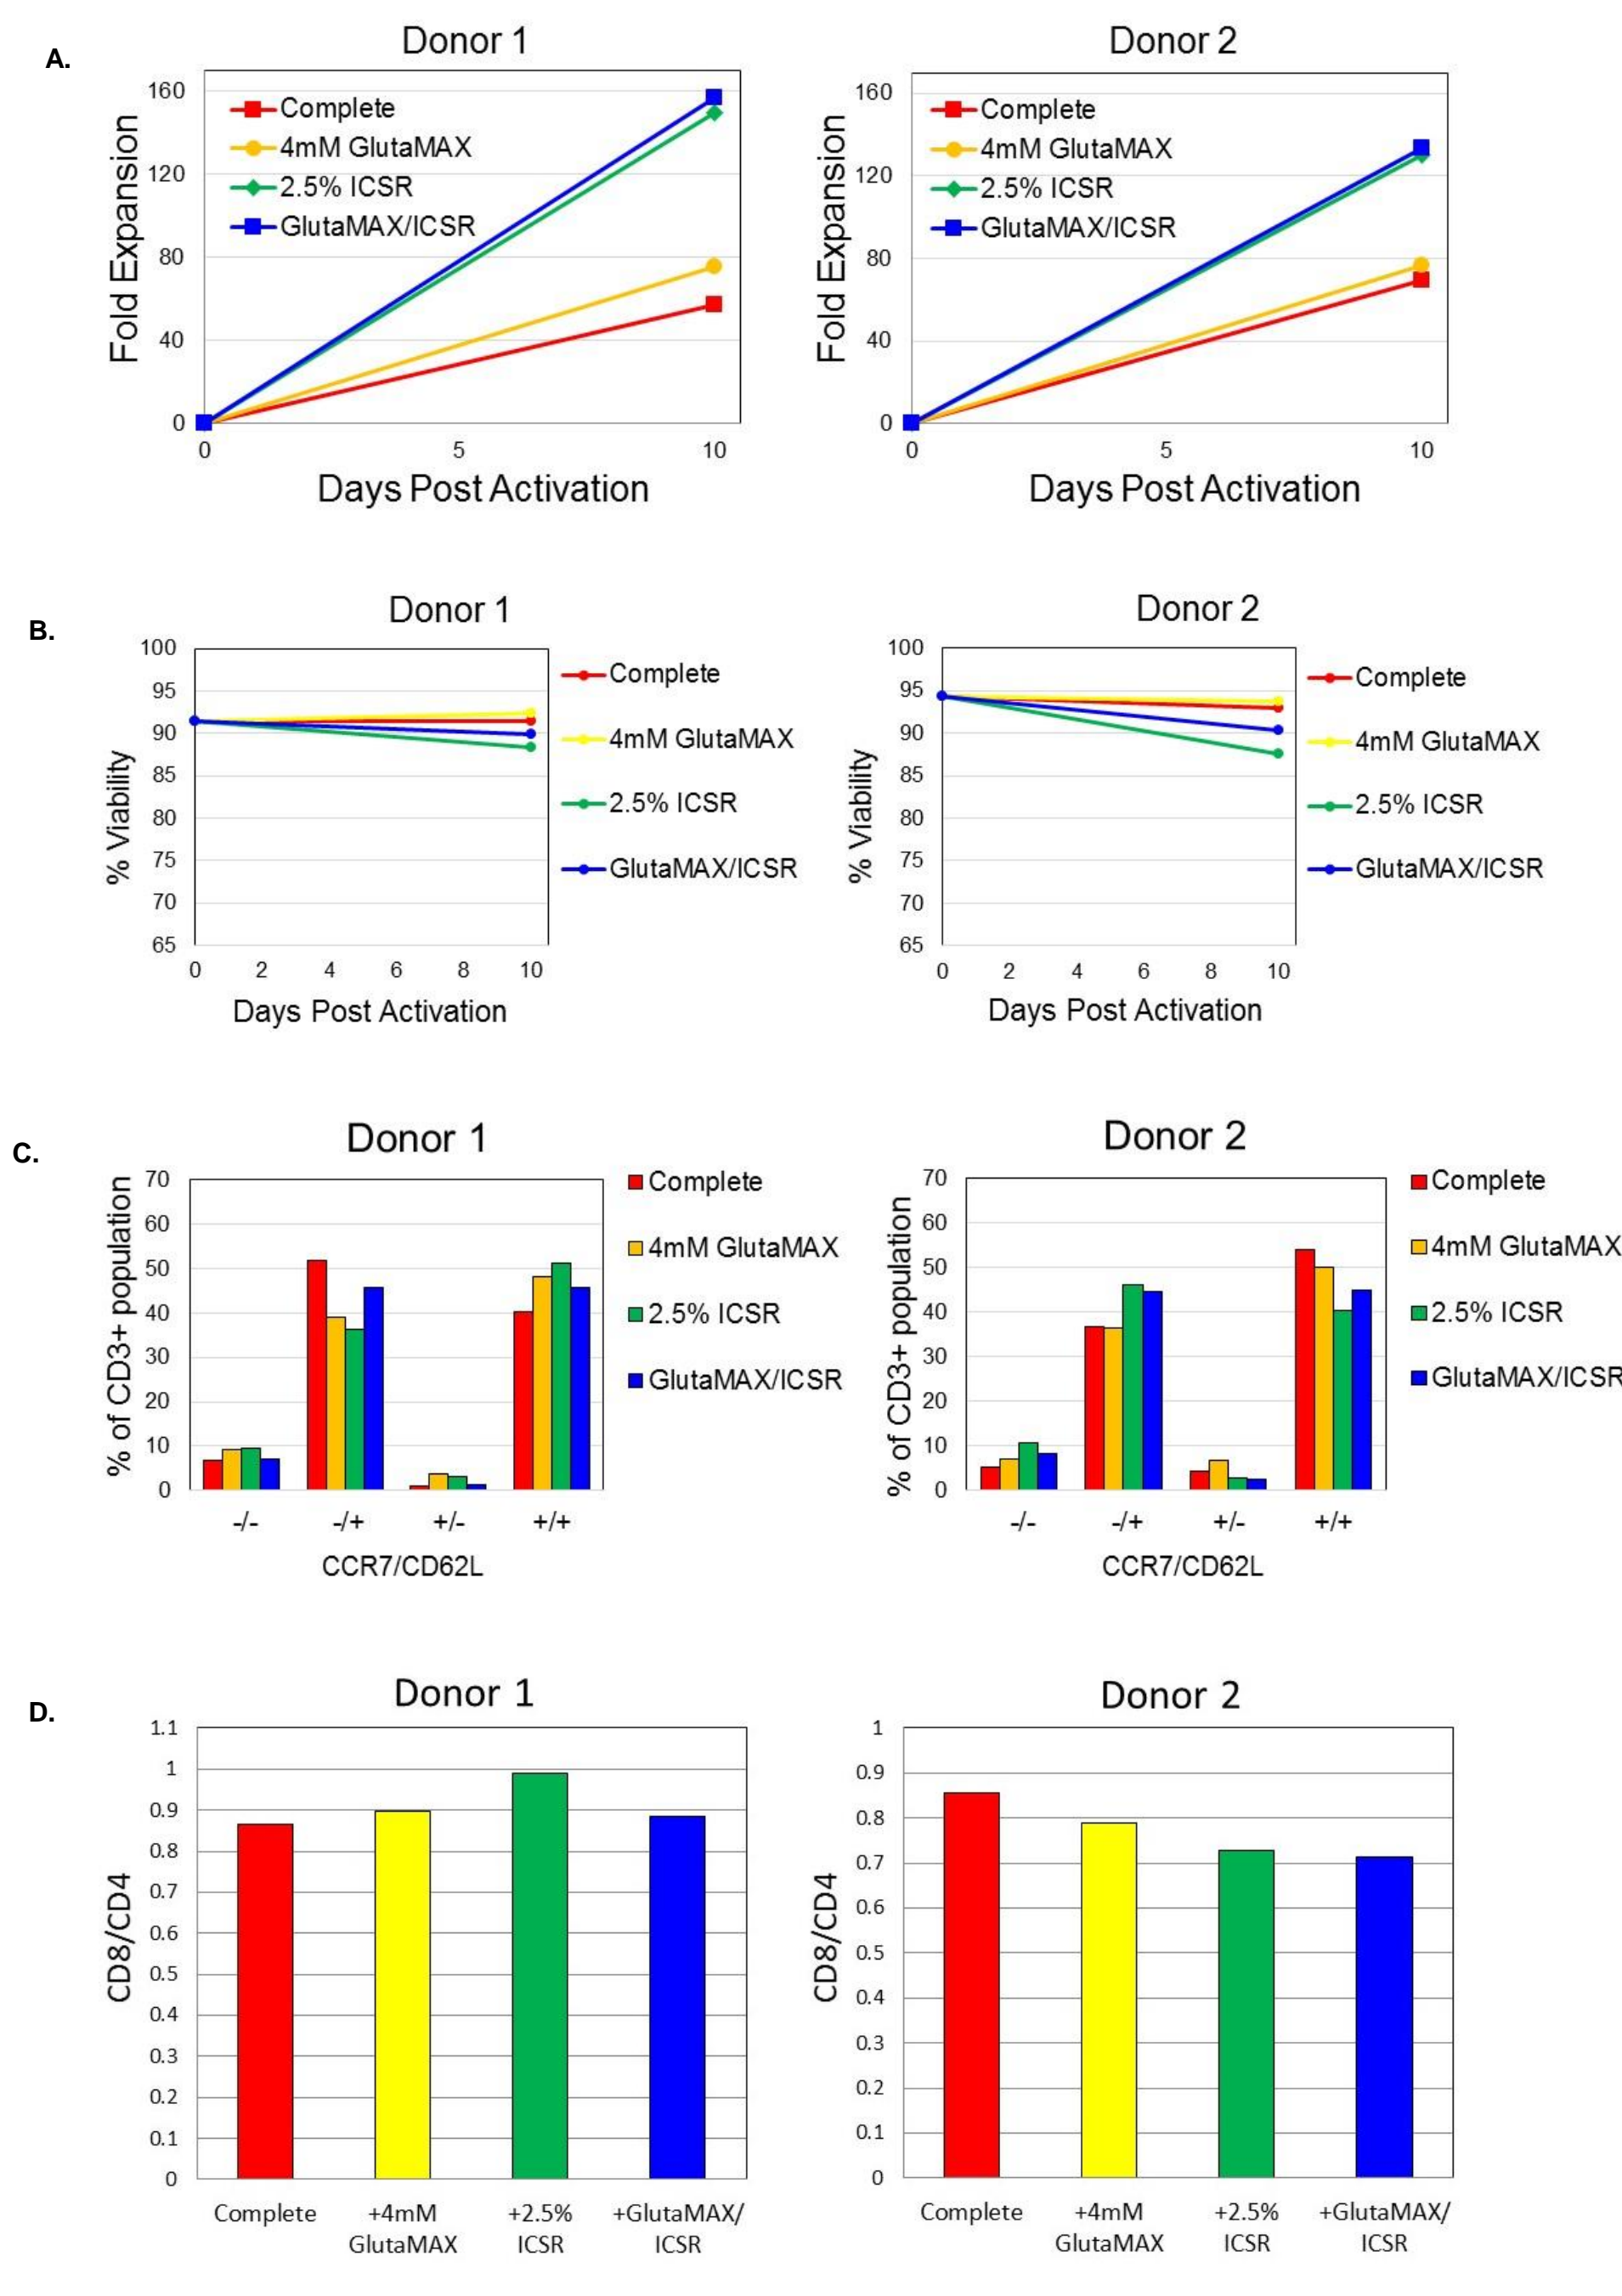 A.
Donor 1
Fold Expansion
160
120
80
40
0
Complete
4mM GlutaMAX
2.5% ICSR
GlutaMAX/ICSR
0 5 10
Days Post Activation
Donor 2
Fold Expansion
160
120
80
40
0
Complete
4mM GlutaMAX
2.5% ICSR
GlutaMAX/ICSR
0 5 10
Days Post Activation
B.
Donor 1
% Viability
100
95
90
85
80
75
70
65
0 2 4 6 8 10
Days Post Activation
Complete
4mM GlutaMAX
2.5% ICSR
GlutaMAX/ICSR
Donor 2
% Viability
100
95
90
85
80
75
70
65
0 2 4 6 8 10
Days Post Activation
Complete
4mM GlutaMAX
2.5% ICSR
GlutaMAX/ICSR
C.
Donor 1
% of CD3+ population
70
60
50
40
30
20
10
0
-/- -/+ +/- +/+
CCR7/CD62L
Complete
4mM GlutaMAX
2.5% ICSR
GlutaMAX/ICSR
Donor 2
% of CD3+ population
70
60
50
40
30
20
10
0
-/- -/+ +/- +/+
CCR7/CD62L
Complete
4mM GlutaMAX
2.5% ICSR
GlutaMAX/ICSR
D.
Donor 1
CD8/CD4
1.1
1
0.9
0.8
0.7
0.6
0.5
0.4
0.3
0.2
0.1
0
Complete +4mM +2.5% +GlutaMAX/
GlutaMAX ICSR ICSR
Donor 2
CD8/CD4
1
0.9
0.8
0.7
0.6
0.5
0.4
0.3
0.2
0.1
0
Complete +4mM +2.5% +GlutaMAX/
GlutaMAX ICSR ICSR